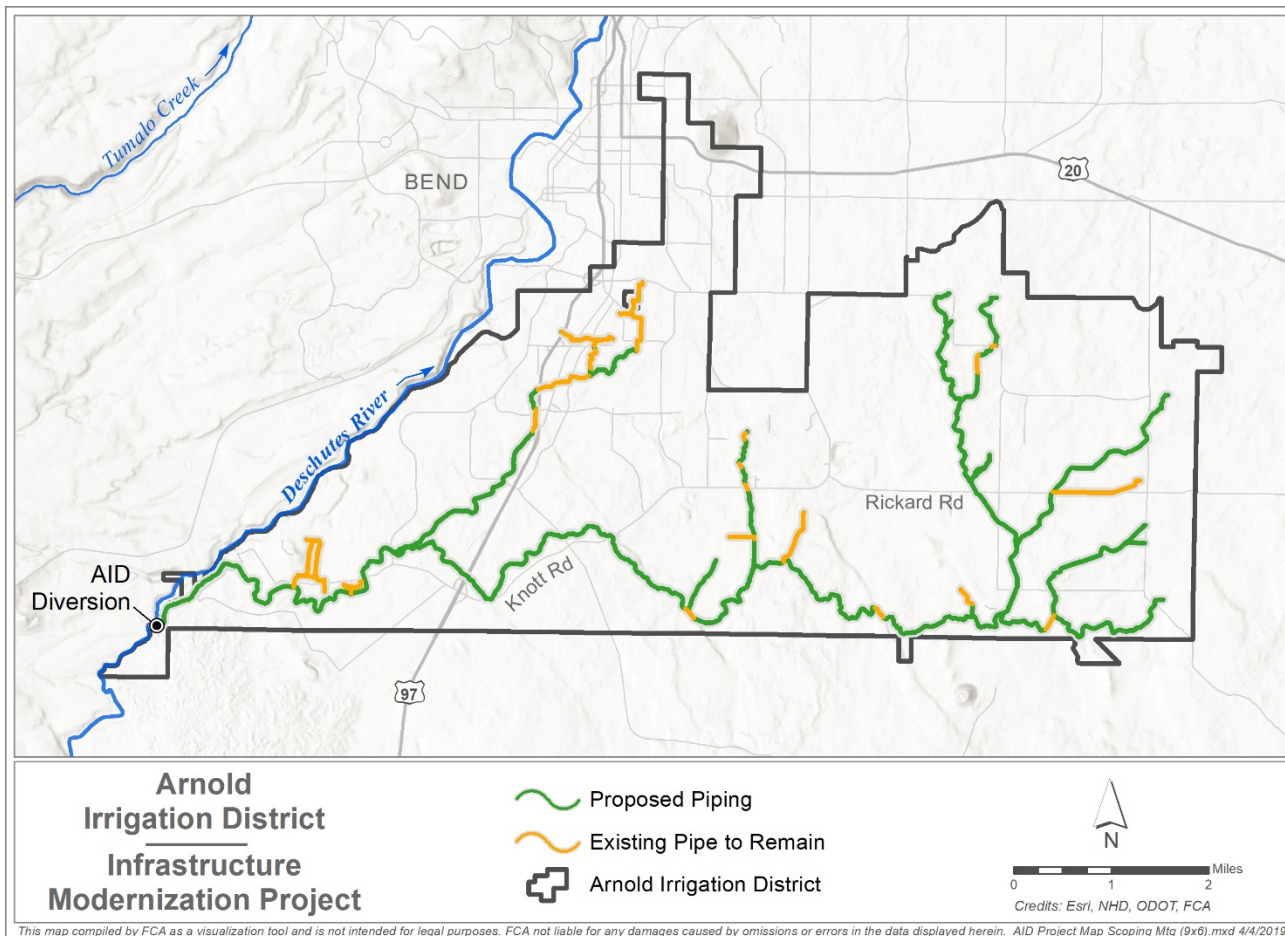 Tumalo Creek
BEND
20
Deschutes River
Rickard Rd
AID
Diversion
Knott Rd
97
Arnold
Irrigation District
Infrastructure
Modernization Project
Proposed Piping
Existing Pipe to Remain
Arnold Irrigation District
N
Miles
0 1 2
Credits: Esri, NHD, ODOT, FCA
This map compiled by FCA as a visualization tool and is not intended for legal purposes. FCA not liable for any damages caused by omissions or errors in the data displayed herein. AID Project Map Scoping Mtg (9x6).mxd 4/4/2019